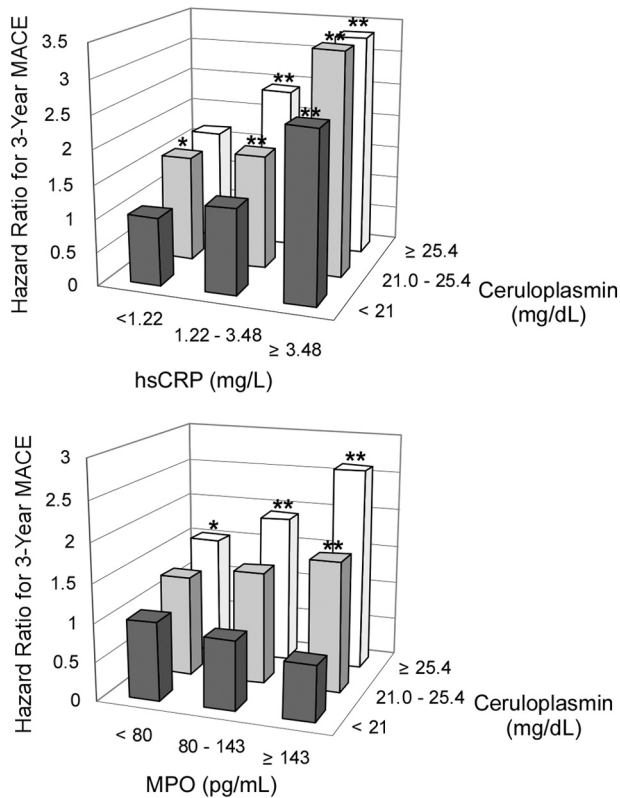 Hazard Ratio for 3-Year MACE
3.5
3
2.5
2
1.5
1
0.5
0
*
**
**
**
**
**
<1.22
1.22 - 3.48
≥ 3.48
hsCRP (mg/L)
≥ 25.4
21.0 - 25.4
< 21
Ceruloplasmin
(mg/dL)
Hazard Ratio for 3-Year MACE
3
2.5
2
1.5
1
0.5
0
*
**
**
**
< 80
80 - 143
≥ 143
MPO (pg/mL)
≥ 25.4
21.0 - 25.4
< 21
Ceruloplasmin
(mg/dL)